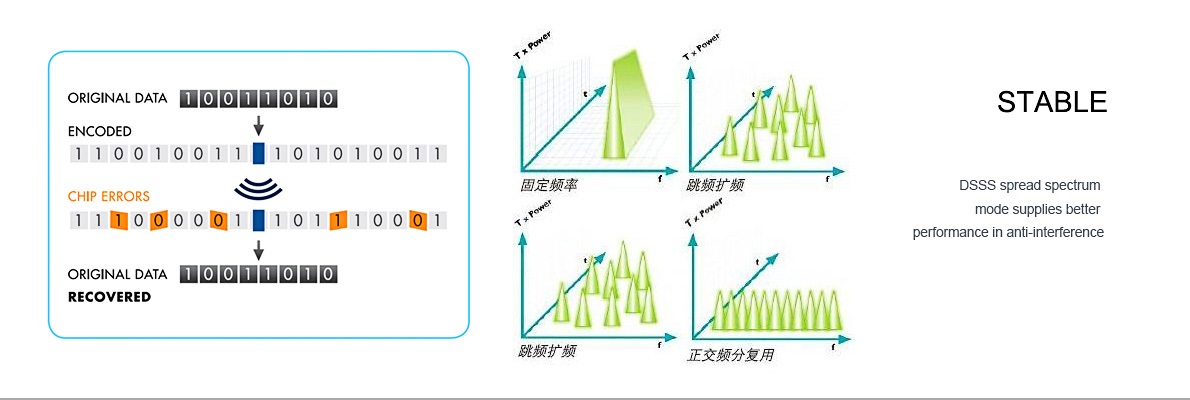 ORIGINAL DATA 1 0 0 1 1 0 1 0
ENCODED
1 1 0 0 1 0 0 1 1 1 0 1 0 1 0 0 1 1
CHIP ERRORS
1 1 1 0 0 0 0 0 1 1 0 1 1 1 0 0 0 1
ORIGINAL DATA 1 0 0 1 1 0 1 0
RECOVERED
T x Power
t
f
固定频率
T x Power
t
f
跳频扩频
T x Power
t
f
跳频扩频
T x Power
t
f
正交频分复用
STABLE
DSSS spread spectrum
mode supplies better
performance in anti-interference